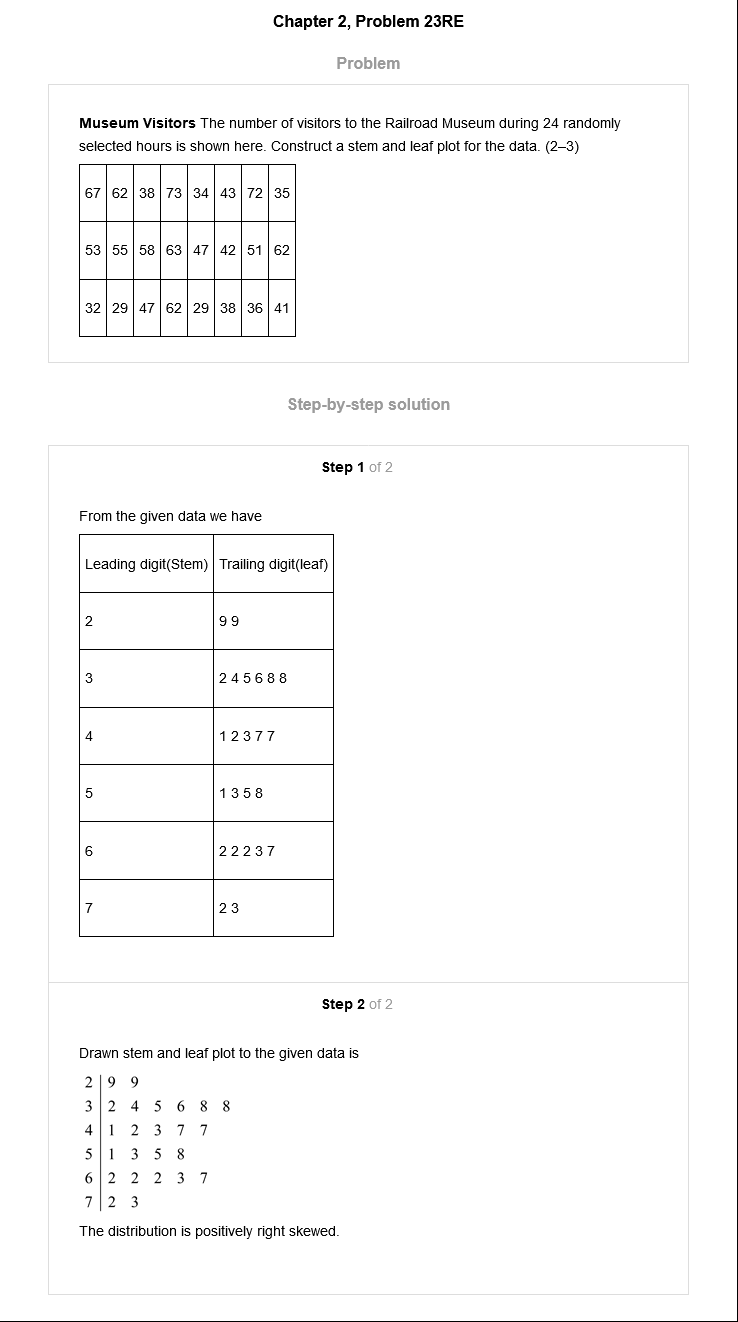 Chapter 2, Problem 23RE
Problem
Museum Visitors The number of visitors to the Railroad Museum during 24 randomly
selected hours is shown here. Construct a stem and leaf plot for the data. (2–3)
67 62 38 73 34 43 72 35
53 55 58 63 47 42 51 62
32 29 47 62 29 38 36 41
Step-by-step solution
Step 1 of 2
From the given data we have
Leading digit(Stem) Trailing digit(leaf)
2 9 9
3 2 4 5 6 8 8
4 1 2 3 7 7
5 1 3 5 8
6 2 2 2 3 7
7 2 3
Step 2 of 2
Drawn stem and leaf plot to the given data is
2 | 9 9
3 | 2 4 5 6 8 8
4 | 1 2 3 7 7
5 | 1 3 5 8
6 | 2 2 2 3 7
7 | 2 3
The distribution is positively right skewed.